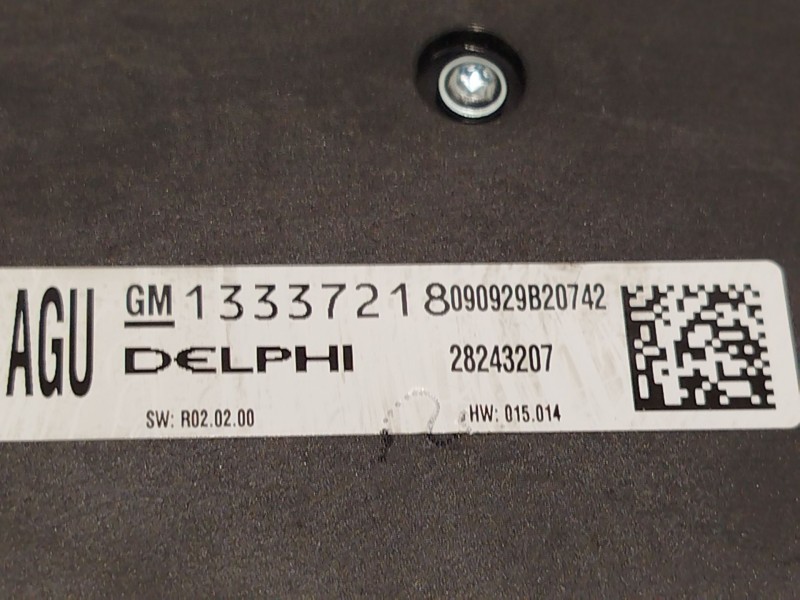 AGU
GM 13337218 090929B20742
DELPHI 28243207
SW: R02.02.00 HW: 015.014